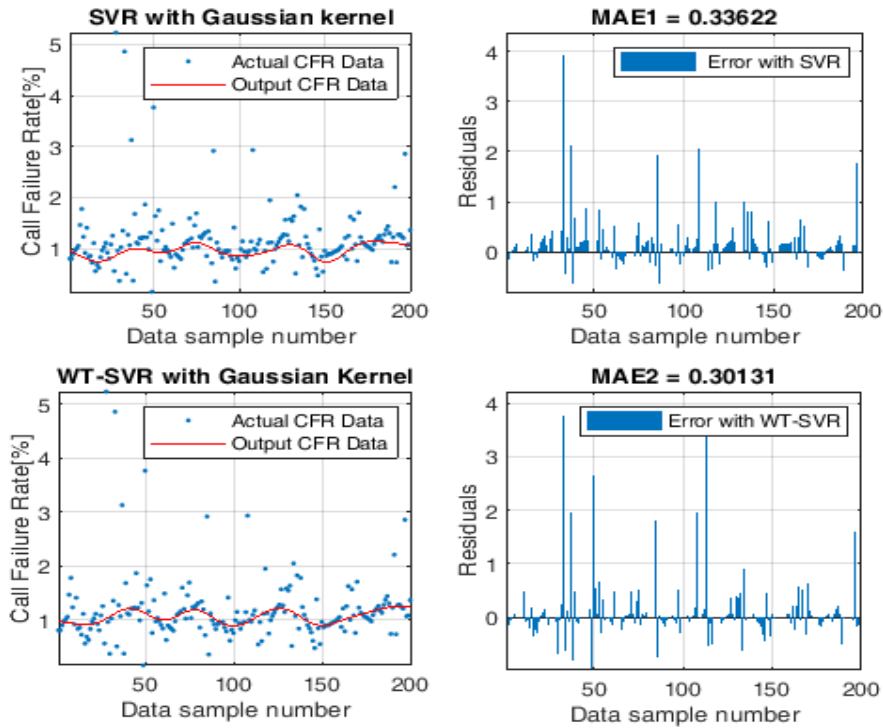 SVR with Gaussian kernel
Call Failure Rate[%]
5
4
3
2
1
Actual CFR Data
Output CFR Data
50
100
150
200
Data sample number
MAE1 = 0.33622
Residuals
4
3
2
1
0
Error with SVR
50
100
150
200
Data sample number
WT-SVR with Gaussian Kernel
Call Failure Rate[%]
5
4
3
2
1
Actual CFR Data
Output CFR Data
50
100
150
200
Data sample number
MAE2 = 0.30131
Residuals
4
3
2
1
0
Error with WT-SVR
50
100
150
200
Data sample number